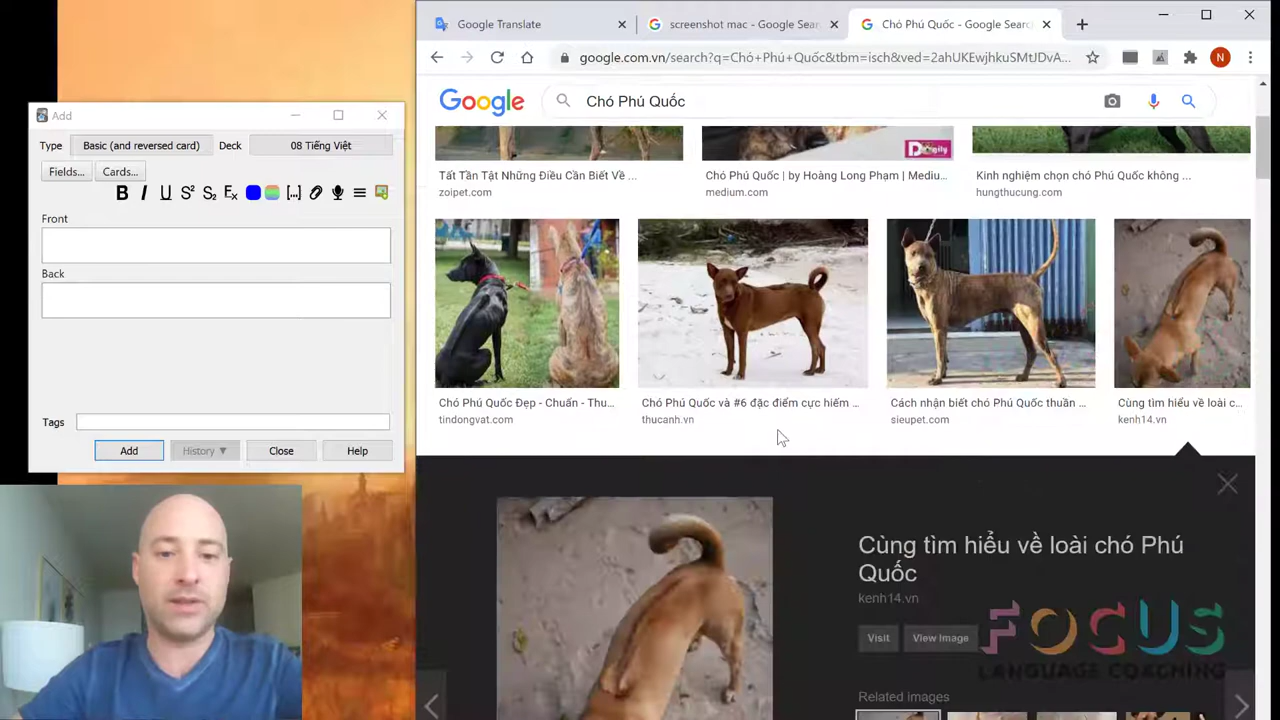 Google Translate
screenshot mac - Google Sear
Chó Phú Quốc - Google Searc
google.com.vn/search?q=Chó+Phú+Quốc&tbm=isch&ved=2ahUKEwjhkuSMtJDvA...
N
Add
Type
Basic (and reversed card)
Deck
08 Tiếng Việt
Fields...
Cards...
Front
Back
Tags
Add
History ▼
Close
Help
Google
Chó Phú Quốc
Tất Tần Tật Những Điều Cần Biết Về ...
zoipet.com
Chó Phú Quốc | by Hoàng Long Phạm | Mediu...
medium.com
Kinh nghiệm chọn chó Phú Quốc không ...
hungthucung.com
Chó Phú Quốc Đẹp - Chuẩn - Thu...
tindongvat.com
Chó Phú Quốc và #6 đặc điểm cực hiếm ...
thucanh.vn
Cách nhận biết chó Phú Quốc thuần ...
sieupet.com
Cùng tìm hiểu về loài c...
kenh14.vn
Cùng tìm hiểu về loài chó Phú
Quốc
kenh14.vn
Visit
View Image
FOCUS
LANGUAGE COACHING
Related images